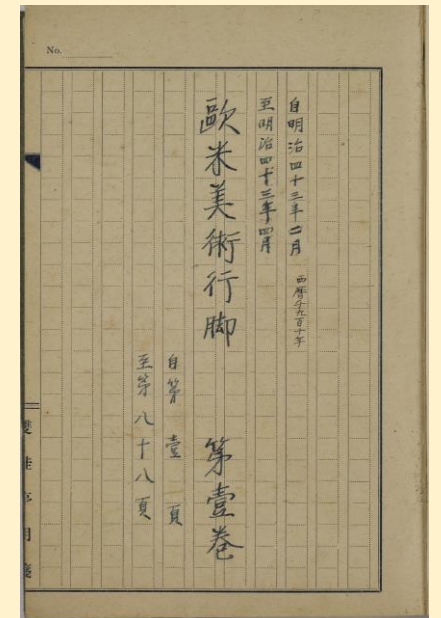 No.
自明治四十三年二月
西暦千九百十年
至明治四十三年四月
歐米美術行脚 第壹巻
自第壹頁
至第八十八頁